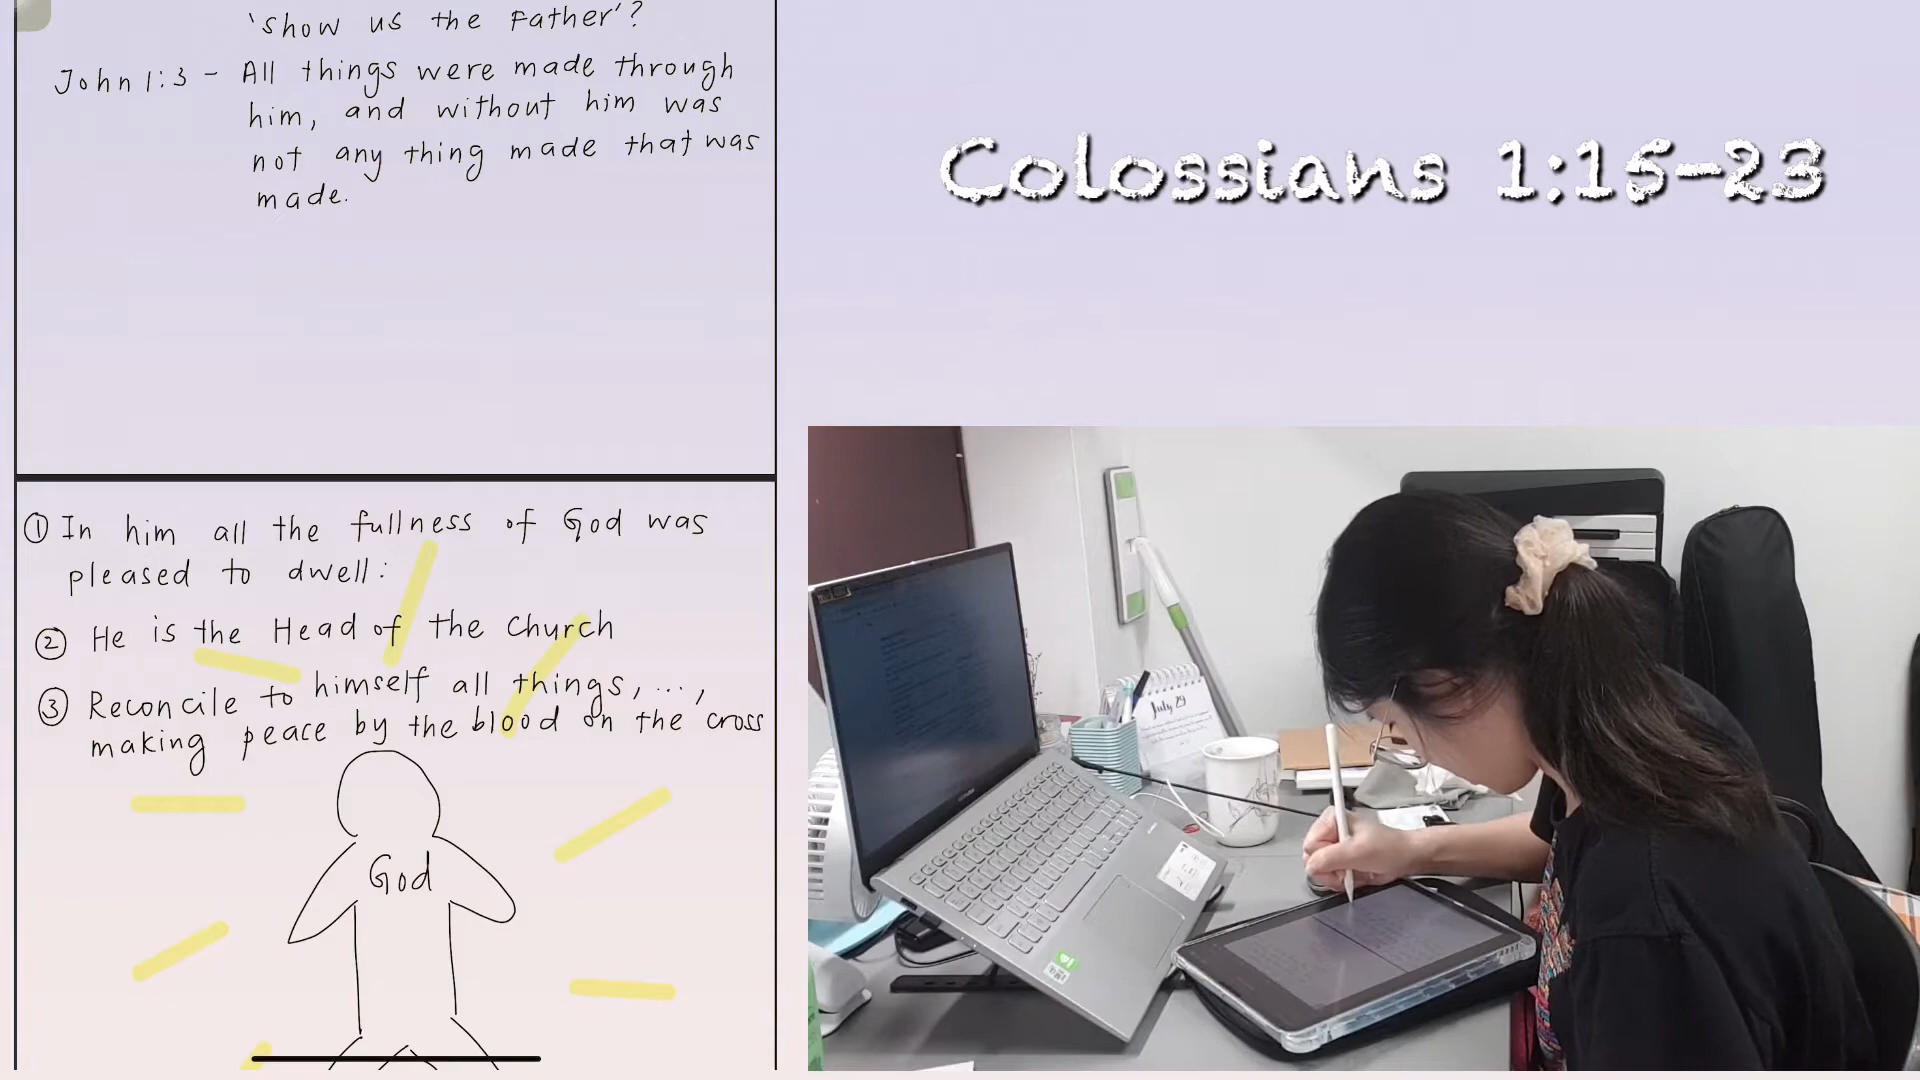 'show us the Father'?
John 1:3 - All things were made through
him, and without him was
not any thing made that was
made.
① In him all the fullness of God was
pleased to dwell:
② He is the Head of the Church
③ Reconcile to himself all things, ...,
making peace by the blood on the cross
God
Colossians 1:15-23
July 29